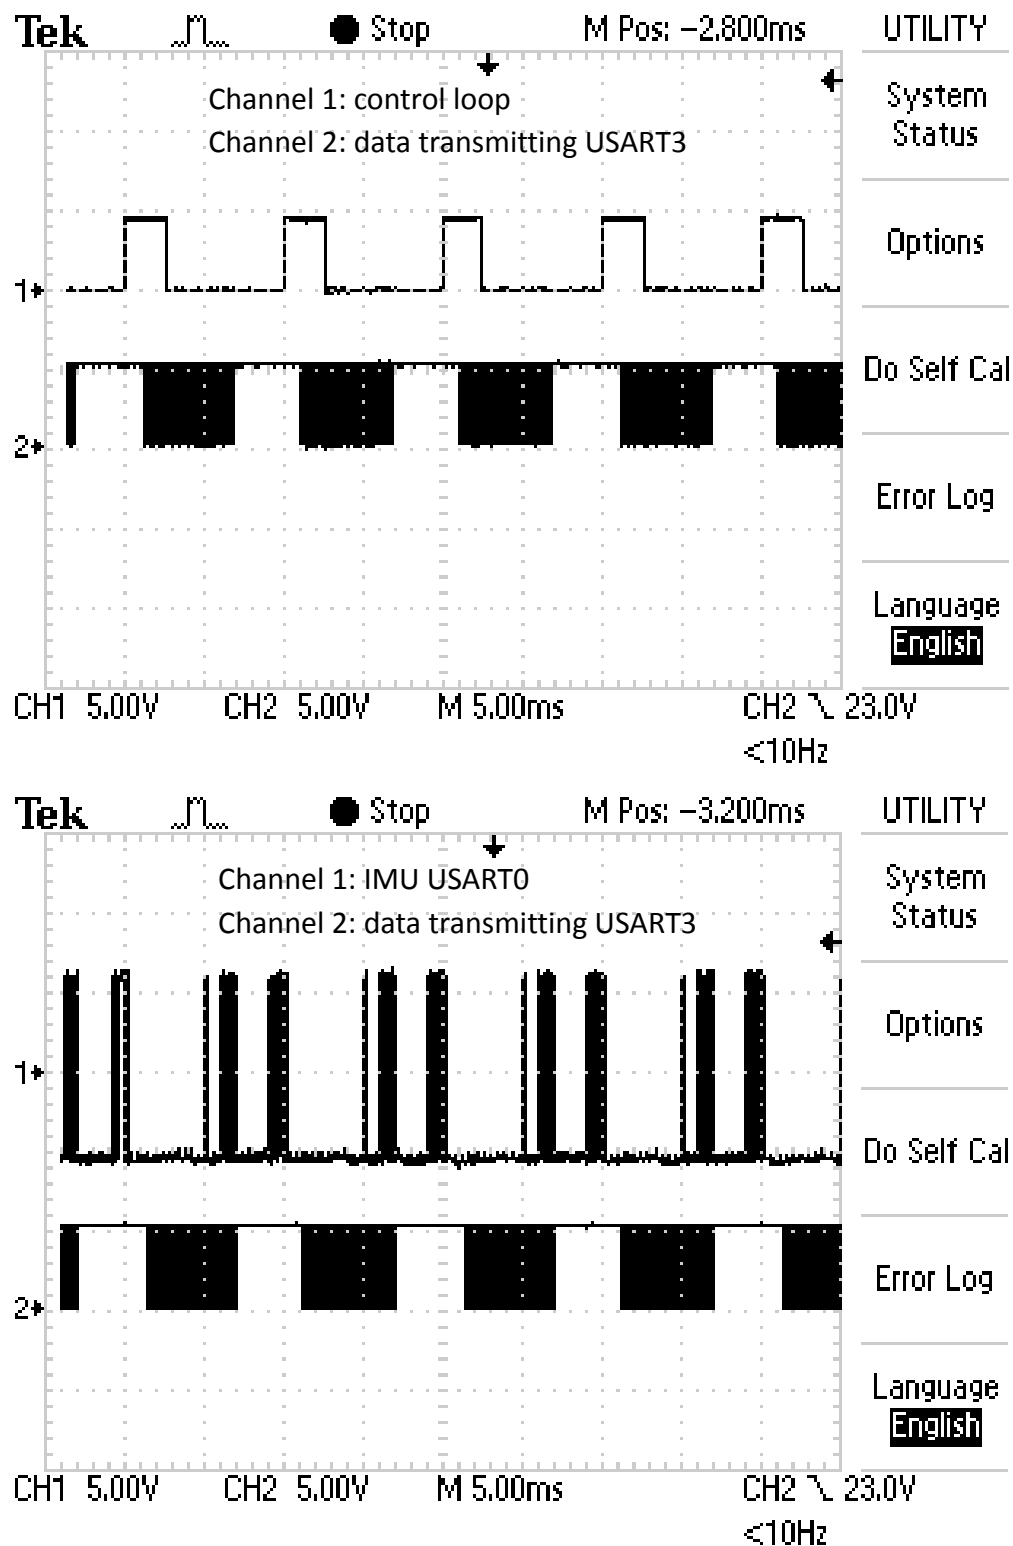 Tek Stop M Pos: -2.800ms UTILITY
Channel 1: control loop
Channel 2: data transmitting USART3
System
Status
Options
1
Do Self Cal
2
Error Log
Language
English
CH1 5.00V CH2 5.00V M 5.00ms CH2 23.0V
<10Hz
Tek Stop M Pos: -3.200ms UTILITY
Channel 1: IMU USART0
Channel 2: data transmitting USART3
System
Status
Options
1
Do Self Cal
Error Log
2
Language
English
CH1 5.00V CH2 5.00V M 5.00ms CH2 23.0V
<10Hz